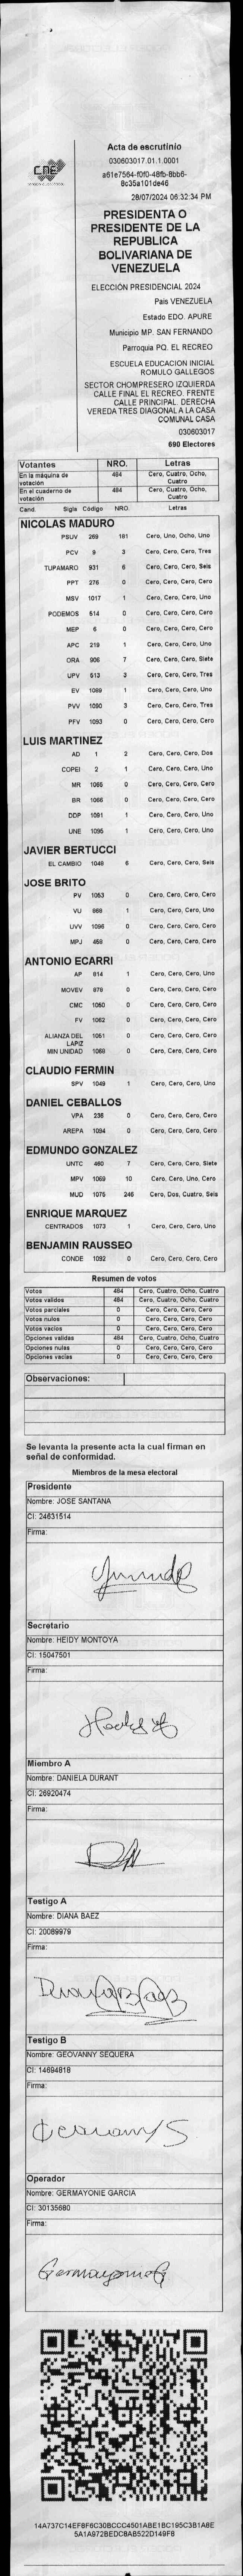 Acta de escrutinio
030603017.01.1.0001
a61e7564-f0f0-48fb-8bb6-
8c35a101de46
28/07/2024 06:32:34 PM
PRESIDENTA O
PRESIDENTE DE LA
REPUBLICA
BOLIVARIANA DE
VENEZUELA
ELECCIÓN PRESIDENCIAL 2024
País VENEZUELA
Estado EDO. APURE
Municipio MP. SAN FERNANDO
Parroquia PQ. EL RECREO
ESCUELA EDUCACION INICIAL
ROMULO GALLEGOS
SECTOR CHOMPRESERO IZQUIERDA
CALLE FINAL EL RECREO. FRENTE
CALLE PRINCIPAL. DERECHA
VEREDA TRES DIAGONAL A LA CASA
COMUNAL CASA
030603017
690 Electores
CNE
Votantes NRO. Letras
En la máquina de votación 484 Cero, Cuatro, Ocho, Cuatro
En el cuaderno de votación 484 Cero, Cuatro, Ocho, Cuatro
Cand. Sigla Código NRO. Letras
NICOLAS MADURO
PSUV 269 181 Cero, Uno, Ocho, Uno
PCV 9 3 Cero, Cero, Cero, Tres
TUPAMARO 931 6 Cero, Cero, Cero, Seis
PPT 276 0 Cero, Cero, Cero, Cero
MSV 1017 1 Cero, Cero, Cero, Uno
PODEMOS 514 0 Cero, Cero, Cero, Cero
MEP 6 0 Cero, Cero, Cero, Cero
APC 219 1 Cero, Cero, Cero, Uno
ORA 906 7 Cero, Cero, Cero, Siete
UPV 513 3 Cero, Cero, Cero, Tres
EV 1089 1 Cero, Cero, Cero, Uno
PVV 1090 3 Cero, Cero, Cero, Tres
PFV 1093 0 Cero, Cero, Cero, Cero
LUIS MARTINEZ
AD 1 2 Cero, Cero, Cero, Dos
COPEI 2 1 Cero, Cero, Cero, Uno
MR 1065 0 Cero, Cero, Cero, Cero
BR 1066 0 Cero, Cero, Cero, Cero
DDP 1091 1 Cero, Cero, Cero, Uno
UNE 1095 1 Cero, Cero, Cero, Uno
JAVIER BERTUCCI
EL CAMBIO 1048 6 Cero, Cero, Cero, Seis
JOSE BRITO
PV 1053 0 Cero, Cero, Cero, Cero
VU 868 1 Cero, Cero, Cero, Uno
UVV 1096 0 Cero, Cero, Cero, Cero
MPJ 458 0 Cero, Cero, Cero, Cero
ANTONIO ECARRI
AP 814 1 Cero, Cero, Cero, Uno
MOVEV 879 0 Cero, Cero, Cero, Cero
CMC 1050 0 Cero, Cero, Cero, Cero
FV 1062 0 Cero, Cero, Cero, Cero
ALIANZA DEL LAPIZ 1051 0 Cero, Cero, Cero, Cero
MIN UNIDAD 1068 0 Cero, Cero, Cero, Cero
CLAUDIO FERMIN
SPV 1049 1 Cero, Cero, Cero, Uno
DANIEL CEBALLOS
VPA 236 0 Cero, Cero, Cero, Cero
AREPA 1094 0 Cero, Cero, Cero, Cero
EDMUNDO GONZALEZ
UNTC 460 7 Cero, Cero, Cero, Siete
MPV 1069 10 Cero, Cero, Uno, Cero
MUD 1075 246 Cero, Dos, Cuatro, Seis
ENRIQUE MARQUEZ
CENTRADOS 1073 1 Cero, Cero, Cero, Uno
BENJAMIN RAUSSEO
CONDE 1092 0 Cero, Cero, Cero, Cero
Resumen de votos
Votos 484 Cero, Cuatro, Ocho, Cuatro
Votos validos 484 Cero, Cuatro, Ocho, Cuatro
Votos parciales 0 Cero, Cero, Cero, Cero
Votos nulos 0 Cero, Cero, Cero, Cero
Votos vacios 0 Cero, Cero, Cero, Cero
Opciones validas 484 Cero, Cuatro, Ocho, Cuatro
Opciones nulas 0 Cero, Cero, Cero, Cero
Opciones vacias 0 Cero, Cero, Cero, Cero
Observaciones:
Se levanta la presente acta la cual firman en
señal de conformidad.
Miembros de la mesa electoral
Presidente
Nombre: JOSE SANTANA
CI: 24631514
Firma:
Secretario
Nombre: HEIDY MONTOYA
CI: 15047501
Firma:
Miembro A
Nombre: DANIELA DURANT
CI: 26920474
Firma:
Testigo A
Nombre: DIANA BAEZ
CI: 20089979
Firma:
Testigo B
Nombre: GEOVANNY SEQUERA
CI: 14694818
Firma:
Operador
Nombre: GERMAYONIE GARCIA
CI: 30135680
Firma:
14A737C14EF8F6C30BCCC4501ABE1BC195C3B1A8E
5A1A972BEDC8AB522D149F8